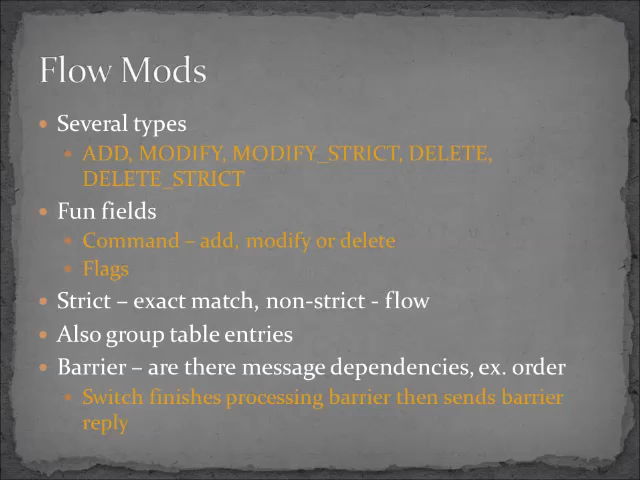 Flow Mods
• Several types
• ADD, MODIFY, MODIFY_STRICT, DELETE,
DELETE_STRICT
• Fun fields
• Command – add, modify or delete
• Flags
• Strict – exact match, non-strict - flow
• Also group table entries
• Barrier – are there message dependencies, ex. order
• Switch finishes processing barrier then sends barrier
reply